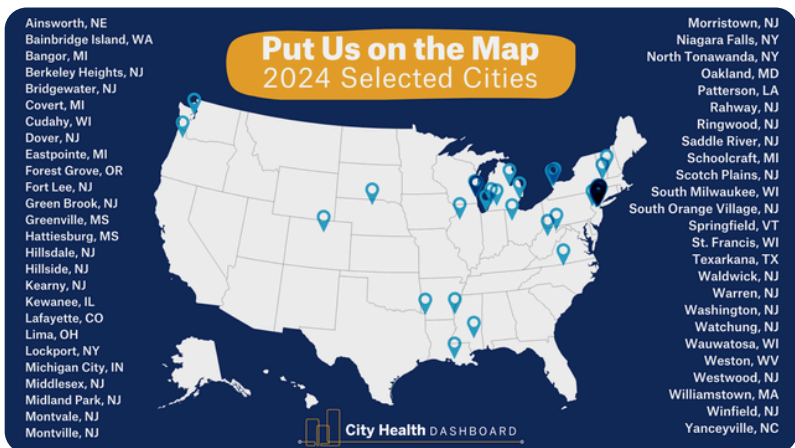 Put Us on the Map
2024 Selected Cities
Ainsworth, NE
Bainbridge Island, WA
Bangor, MI
Berkeley Heights, NJ
Bridgewater, NJ
Covert, MI
Cudahy, WI
Dover, NJ
Eastpointe, MI
Forest Grove, OR
Fort Lee, NJ
Green Brook, NJ
Greenville, MS
Hattiesburg, MS
Hillsdale, NJ
Hillside, NJ
Kearny, NJ
Kewanee, IL
Lafayette, CO
Lima, OH
Lockport, NY
Michigan City, IN
Middlesex, NJ
Midland Park, NJ
Montvale, NJ
Montville, NJ
Morristown, NJ
Niagara Falls, NY
North Tonawanda, NY
Oakland, MD
Patterson, LA
Rahway, NJ
Ringwood, NJ
Saddle River, NJ
Schoolcraft, MI
Scotch Plains, NJ
South Milwaukee, WI
South Orange Village, NJ
Springfield, VT
St. Francis, WI
Texarkana, TX
Waldwick, NJ
Warren, NJ
Washington, NJ
Watchung, NJ
Wauwatosa, WI
Weston, WV
Westwood, NJ
Williamstown, MA
Winfield, NJ
Yanceyville, NC
City Health DASHBOARD